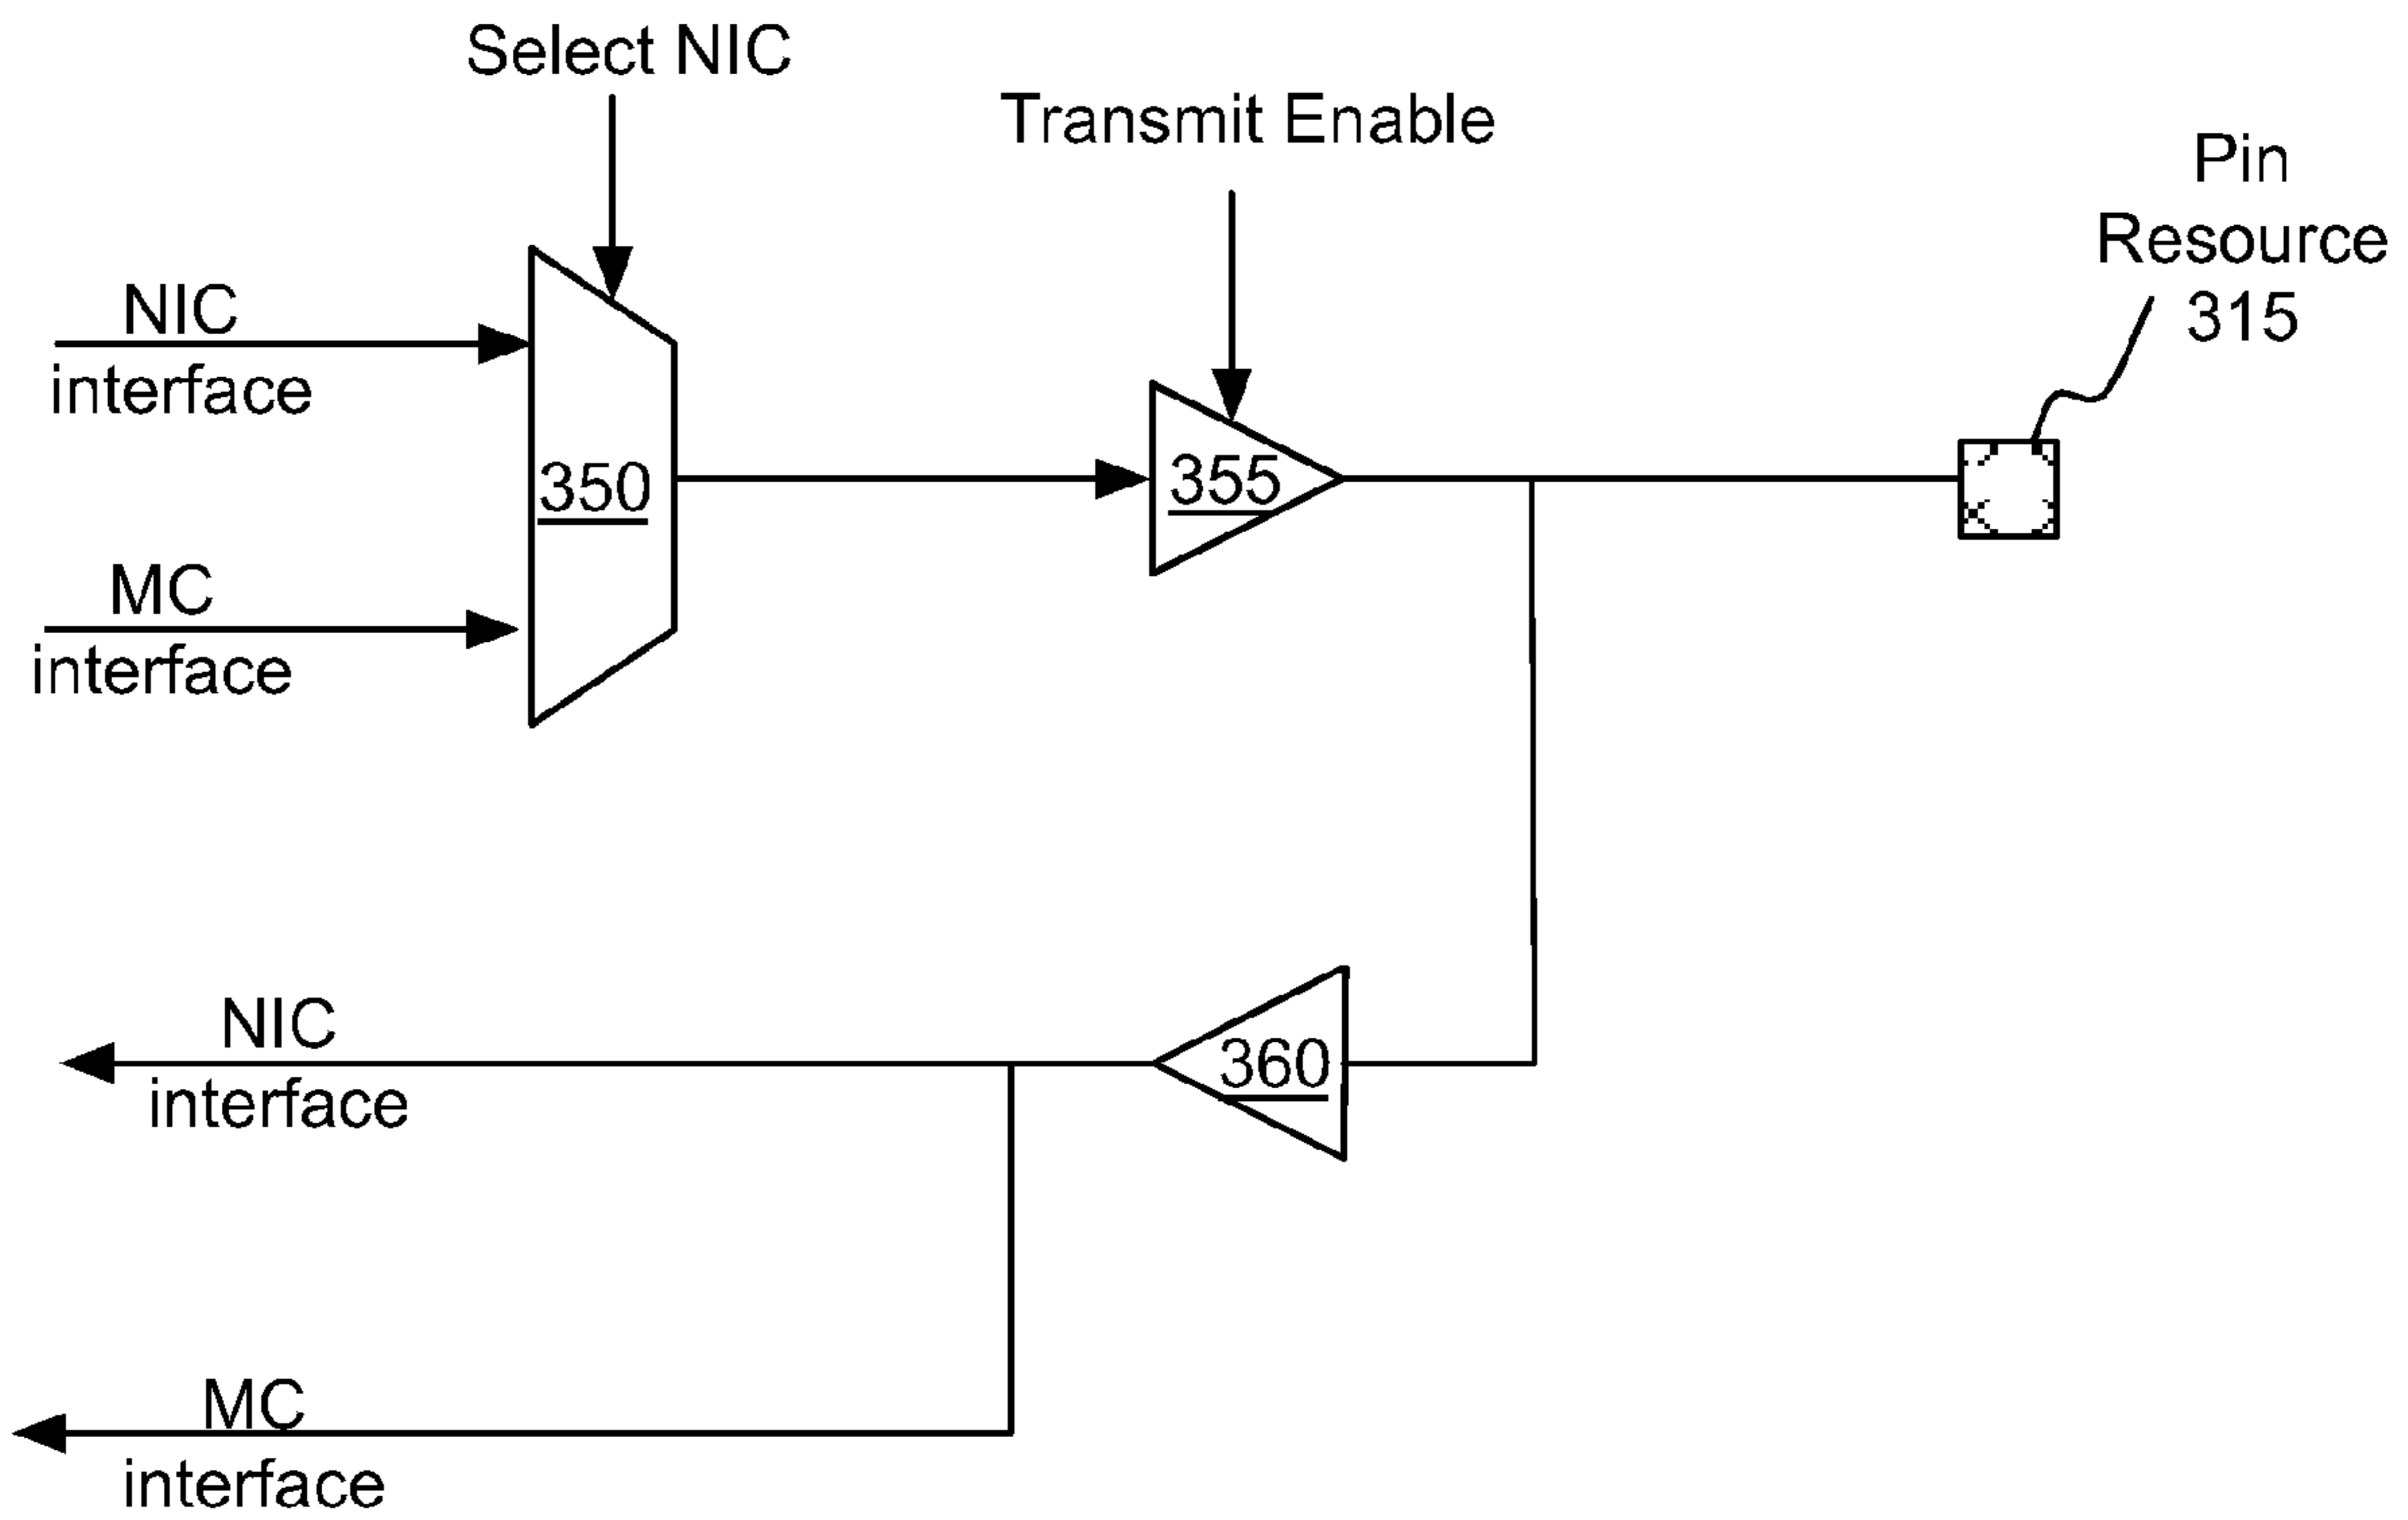 Select NIC
Transmit Enable
Pin
Resource
315
NIC
interface
350
355
MC
interface
NIC
interface
360
MC
interface